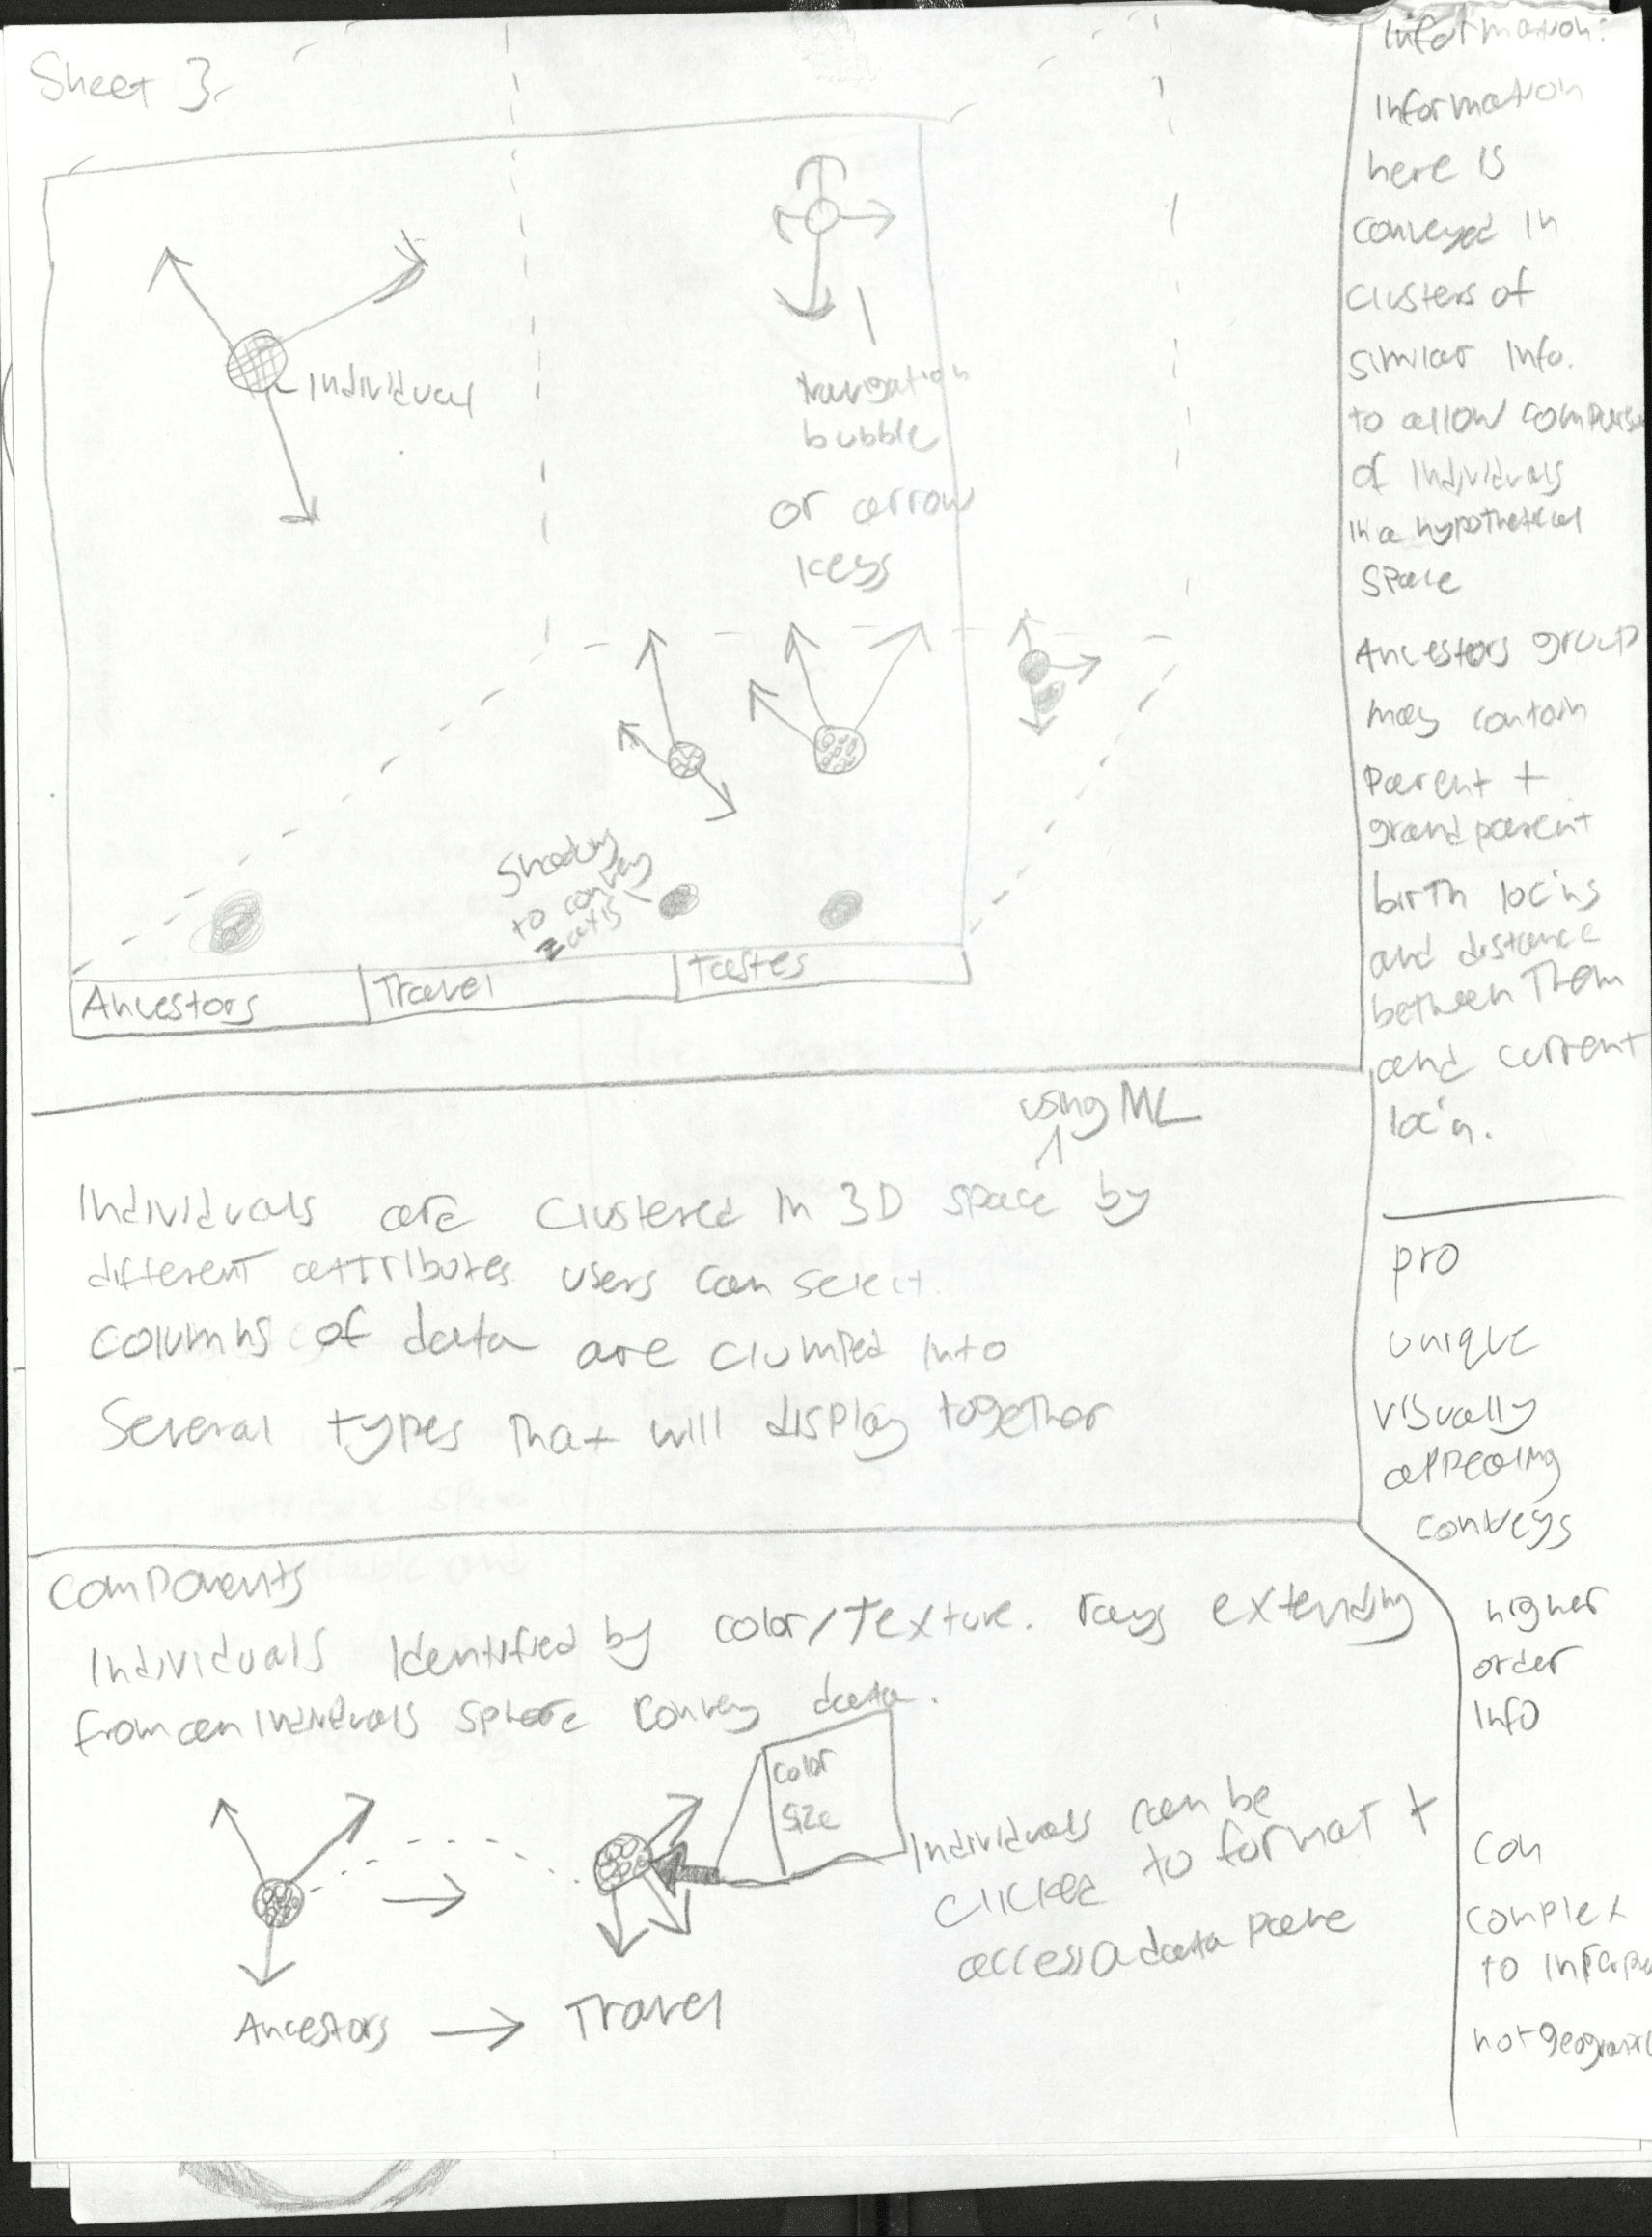 Sheet 3.
Individual
navigation
bubble
or arrow
keys
Shading
to convey
z axis
Ancestors
Travel
Tastes
using ML
^
Individuals are clustered in 3D space by
different attributes users can select.
columns of data are clumped into
Several types that will display together
Components
Individuals identified by color/texture. rays extending
from an individuals sphere convey data.
color
size
Individuals can be
clicked to format +
access a data pane
Ancestors → Travel
Information:
Information
here is
conveyed in
clusters of
similar info.
to allow
of individuals
in a hypothetical
space
Ancestors group
may contain
parent +
grandparent
birth loc'ns
and distance
between them
and current
loc'n.
pro
unique
visually
appealing
conveys
higher
order
info
con
complex
to
not